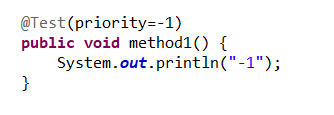 @Test(priority=-1)
public void method1() {
    System.out.println("-1");
}